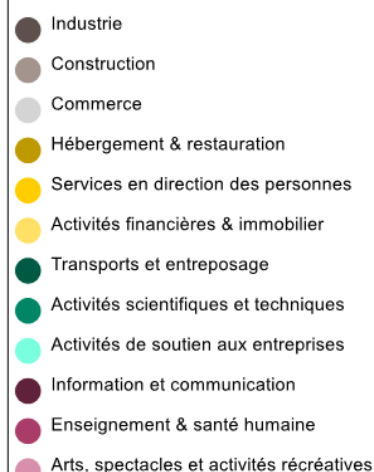 Industrie
Construction
Commerce
Hébergement & restauration
Services en direction des personnes
Activités financières & immobilier
Transports et entreposage
Activités scientifiques et techniques
Activités de soutien aux entreprises
Information et communication
Enseignement & santé humaine
Arts, spectacles et activités récréatives